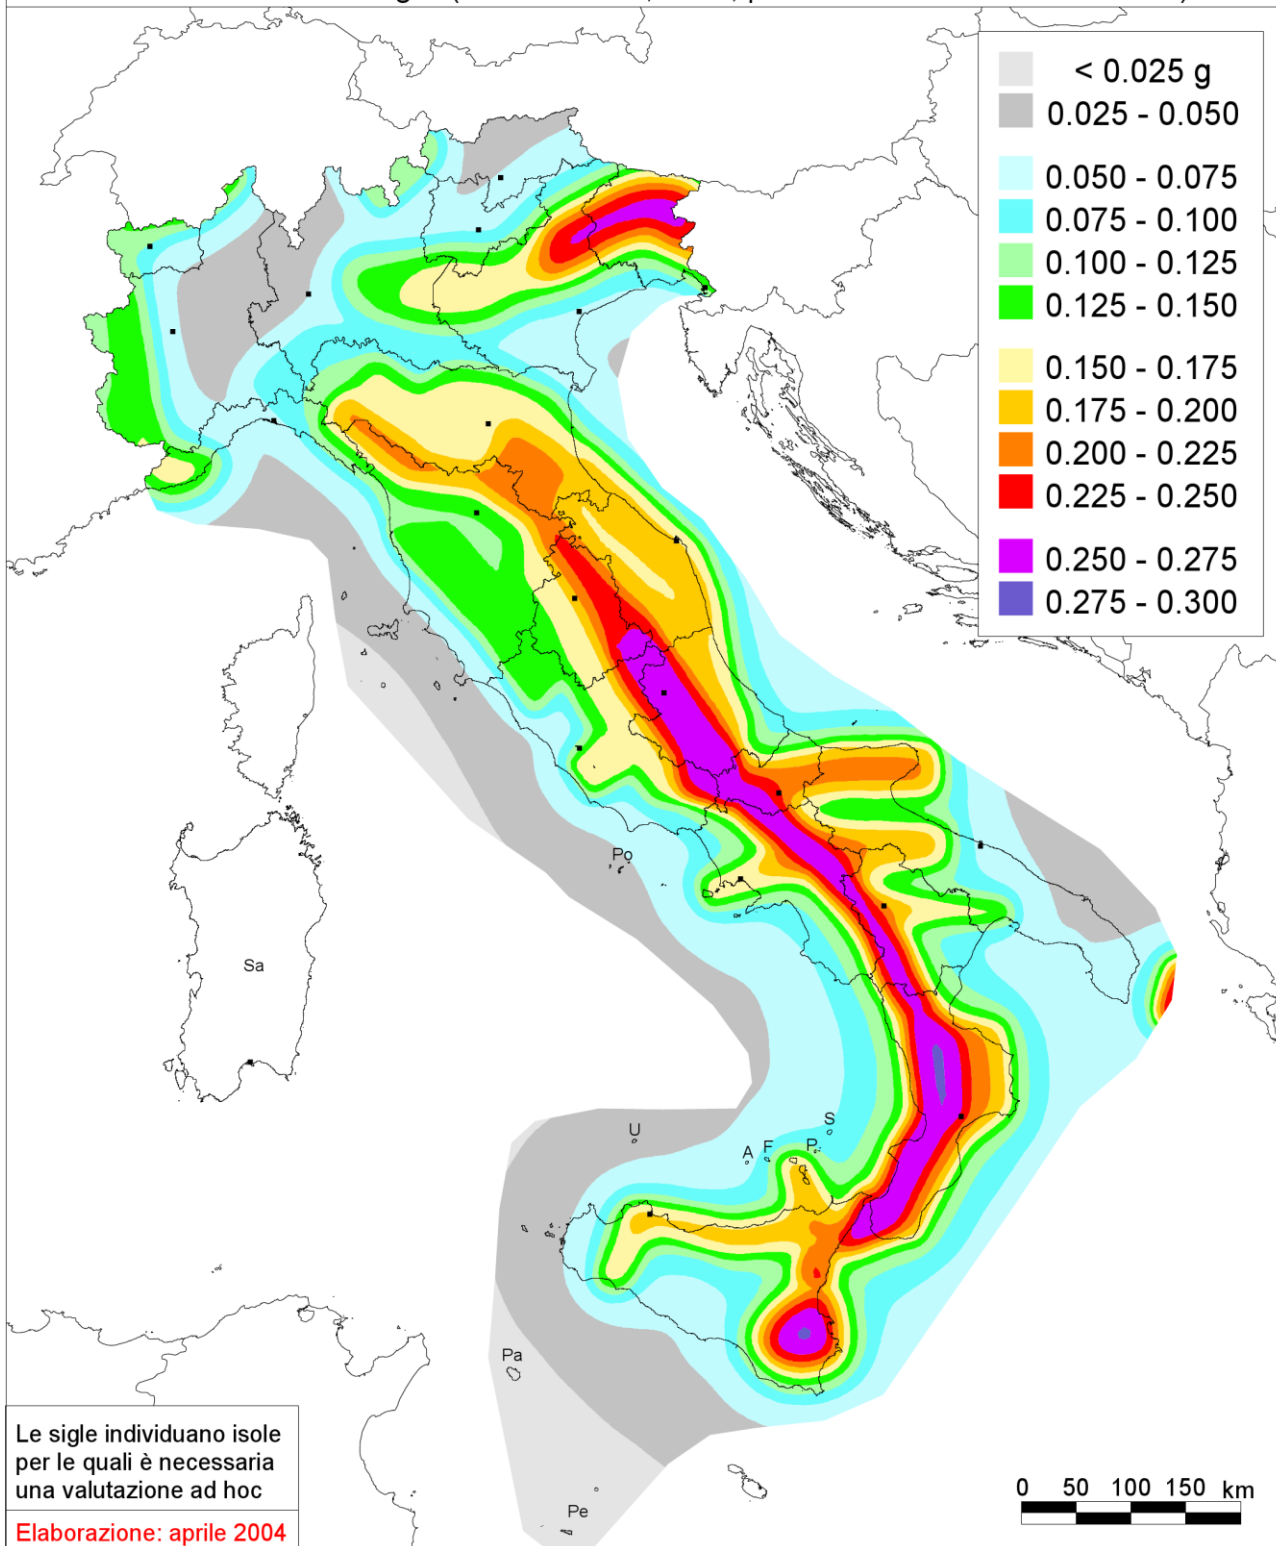 < 0.025 g
0.025 - 0.050
0.050 - 0.075
0.075 - 0.100
0.100 - 0.125
0.125 - 0.150
0.150 - 0.175
0.175 - 0.200
0.200 - 0.225
0.225 - 0.250
0.250 - 0.275
0.275 - 0.300
Po
Sa
S
U
A
F
P
Pa
Pe
Le sigle individuano isole
per le quali è necessaria
una valutazione ad hoc
Elaborazione: aprile 2004
0 50 100 150 km